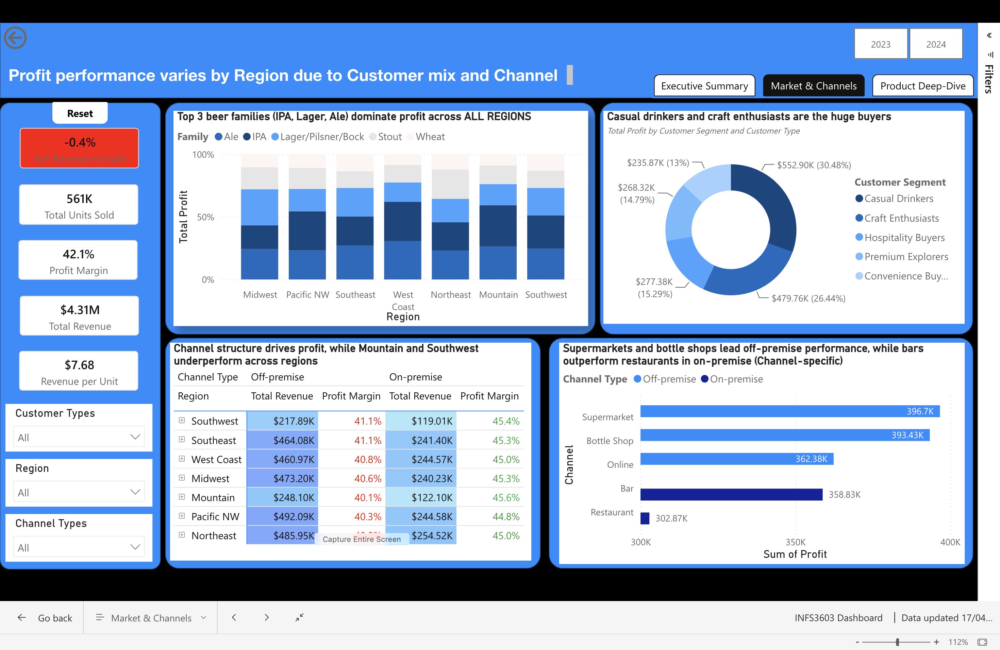 2023
2024
Filters
Profit performance varies by Region due to Customer mix and Channel
Executive Summary
Market & Channels
Product Deep-Dive
Reset
-0.4%
YoY Revenue Growth
561K
Total Units Sold
42.1%
Profit Margin
$4.31M
Total Revenue
$7.68
Revenue per Unit
Customer Types
All
Region
All
Channel Types
All
Top 3 beer families (IPA, Lager, Ale) dominate profit across ALL REGIONS
Family Ale IPA Lager/Pilsner/Bock Stout Wheat
Total Profit
100%
50%
0%
Midwest Pacific NW Southeast West Coast Northeast Mountain Southwest
Region
Casual drinkers and craft enthusiasts are the huge buyers
Total Profit by Customer Segment and Customer Type
$235.87K (13%)
$552.90K (30.48%)
$268.32K
(14.79%)
$277.38K
(15.29%)
$479.76K (26.44%)
Customer Segment
Casual Drinkers
Craft Enthusiasts
Hospitality Buyers
Premium Explorers
Convenience Buy...
Channel structure drives profit, while Mountain and Southwest
underperform across regions
Channel Type Off-premise On-premise
Region Total Revenue Profit Margin Total Revenue Profit Margin
Southwest $217.89K 41.1% $119.01K 45.4%
Southeast $464.08K 41.1% $241.40K 45.3%
West Coast $460.97K 40.8% $244.57K 45.0%
Midwest $473.20K 40.6% $240.23K 45.3%
Mountain $248.10K 40.1% $122.10K 45.6%
Pacific NW $492.09K 40.3% $244.58K 44.8%
Northeast $485.95K $254.52K 45.0%
Capture Entire Screen
Supermarkets and bottle shops lead off-premise performance, while bars
outperform restaurants in on-premise (Channel-specific)
Channel Type Off-premise On-premise
Channel
Supermarket 396.7K
Bottle Shop 393.43K
Online 362.38K
Bar 358.83K
Restaurant 302.87K
300K 350K 400K
Sum of Profit
Go back
Market & Channels
INFS3603 Dashboard | Data updated 17/04...
- + 112%